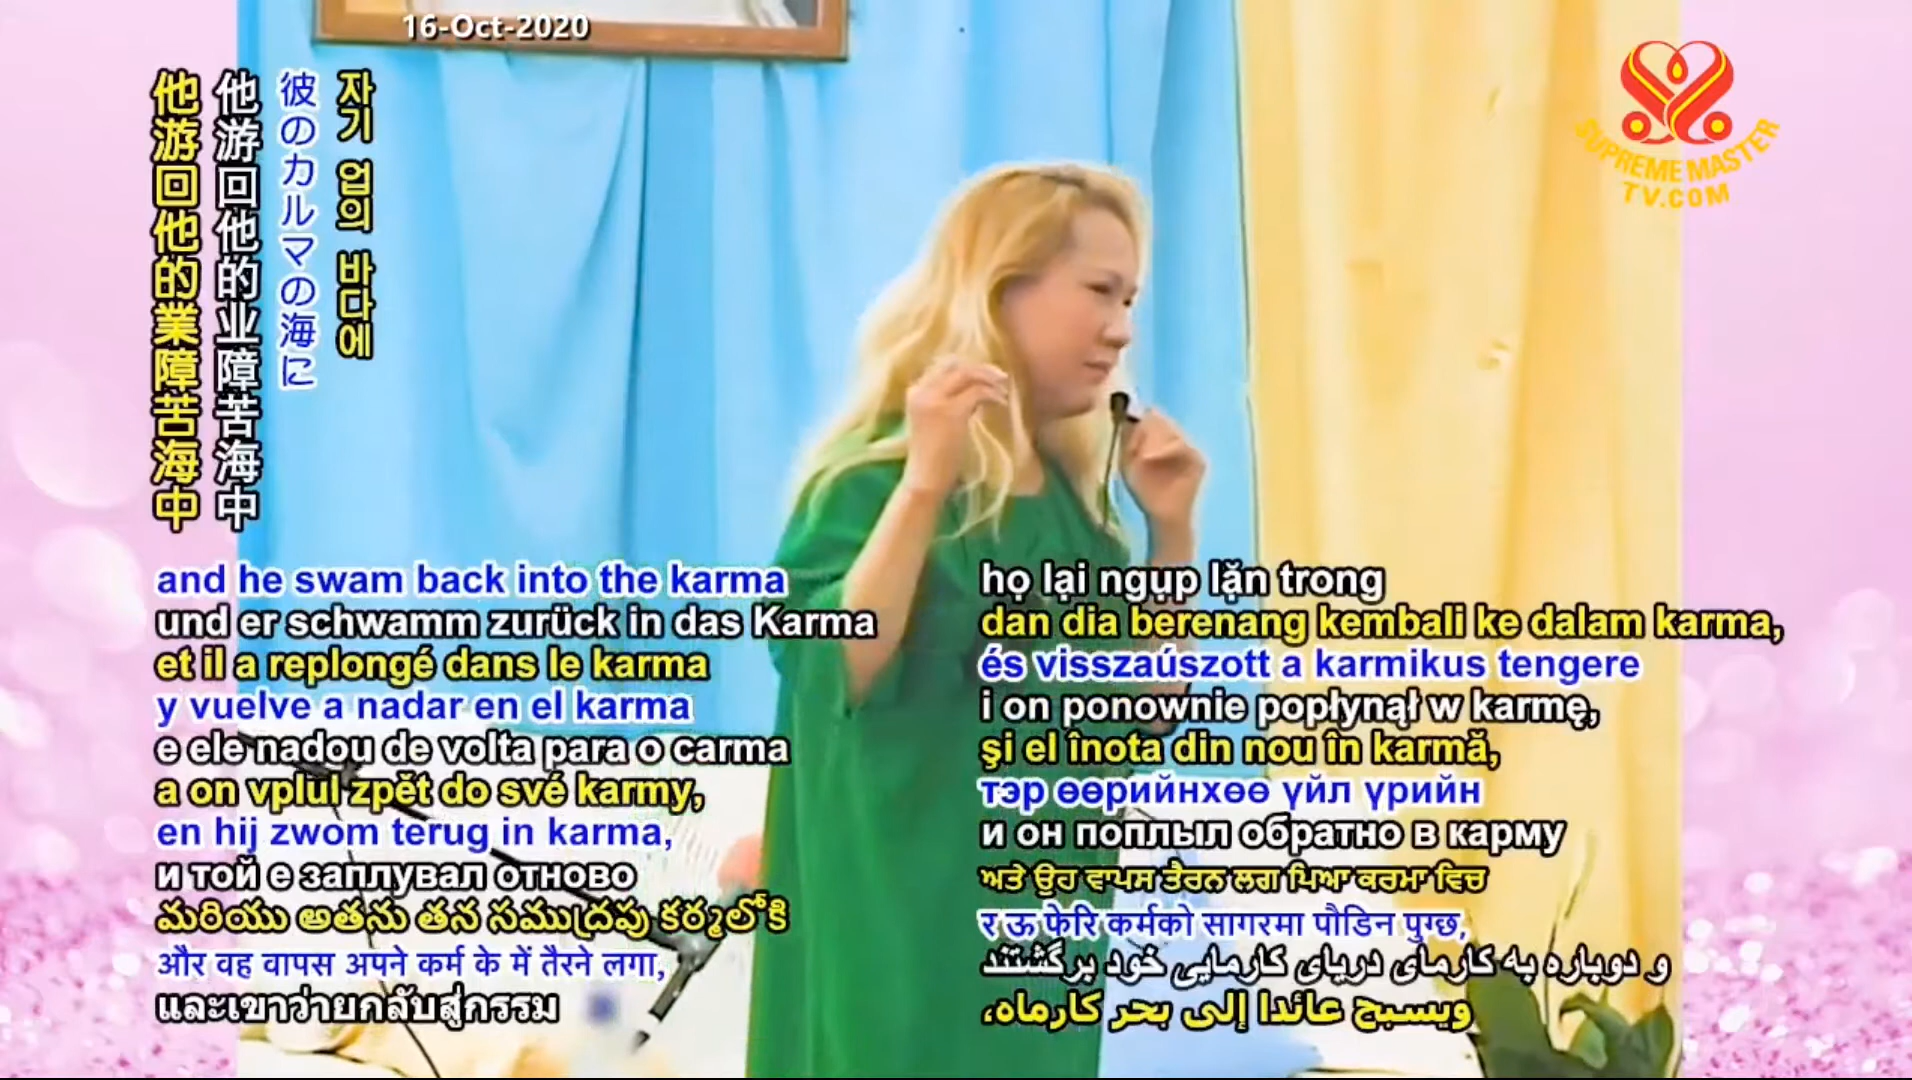 16-Oct-2020
SUPREME MASTER
TV.COM
자기 업의 바다에
彼のカルマの海に
他游回他的业障苦海中
他游回他的業障苦海中
and he swam back into the karma
und er schwamm zurück in das Karma
et il a replongé dans le karma
y vuelve a nadar en el karma
e ele nadou de volta para o carma
a on vplul zpět do své karmy,
en hij zwom terug in karma,
и той е заплувал отново
మరియు అతను తన సముద్రపు కర్మలోకి
और वह वापस अपने कर्म के में तैरने लगा,
และเขาว่ายกลับสู่กรรม
họ lại ngụp lặn trong
dan dia berenang kembali ke dalam karma,
és visszaúszott a karmikus tengere
i on ponownie popłynął w karmę,
și el înota din nou în karmă,
тэр өөрийнхөө үйл үрийн
и он поплыл обратно в карму
ਅਤੇ ਉਹ ਵਾਪਸ ਤੈਰਨ ਲਗ ਪਿਆ ਕਰਮਾ ਵਿਚ
र ऊ फेरि कर्मको सागरमा पौडिन पुग्छ,
و دوباره به کارمای دریای کارمایی خود برگشتند
ويسبح عائدا إلى بحر كارماه،